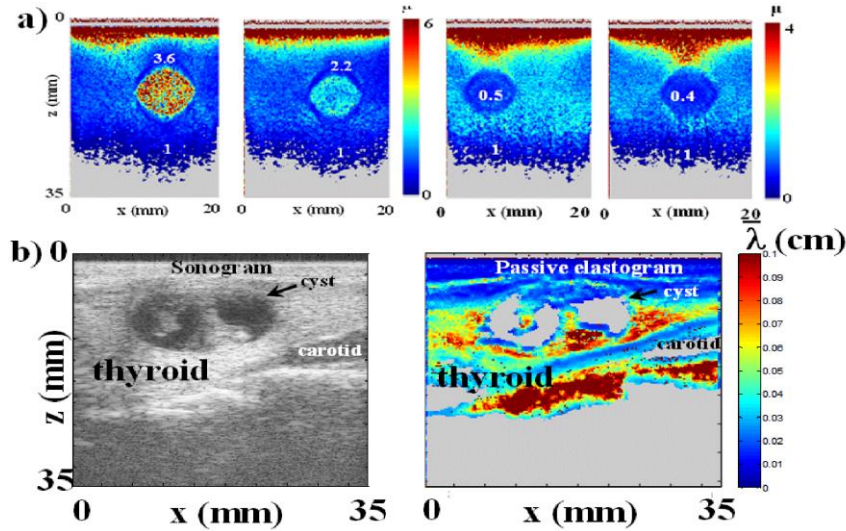 a)
0
z (mm)
35
3.6
1
0
x (mm)
20
2.2
1
0
x (mm)
20
μ
6
0
0.5
1
0
x (mm)
20
0.4
1
0
x (mm)
20
μ
4
0
b)
0
Z (mm)
35
Sonogram
cyst
carotid
thyroid
0
x (mm)
35
Passive elastogram
cyst
carotid
thyroid
0
x (mm)
35
λ̅ (cm)
0.1
0.09
0.08
0.07
0.06
0.05
0.04
0.03
0.02
0.01
0